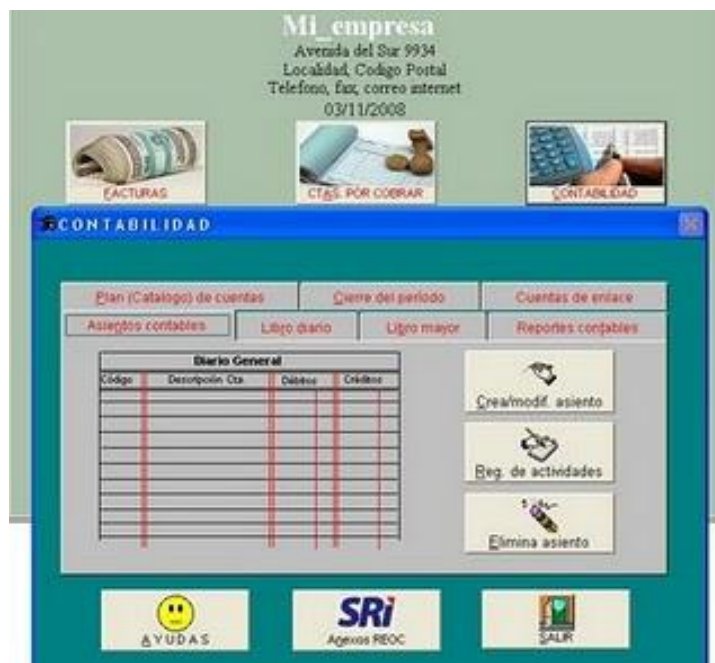 Mi_empresa
Avenida del Sur 9934
Localidad, Codigo Postal
Telefono, fax, correo internet
03/11/2008
FACTURAS
CTAS. POR COBRAR
CONTABILIDAD
CONTABILIDAD
Plan (Catalogo) de cuentas
Cierre del periodo
Cuentas de enlace
Asientos contables
Libro diario
Libro mayor
Reportes contables
Diario General
Código Descripción Cta. Débitos Créditos
Crea/modif. asiento
Reg. de actividades
Elimina asiento
AYUDAS
SRi
Anexos REOC
SALIR